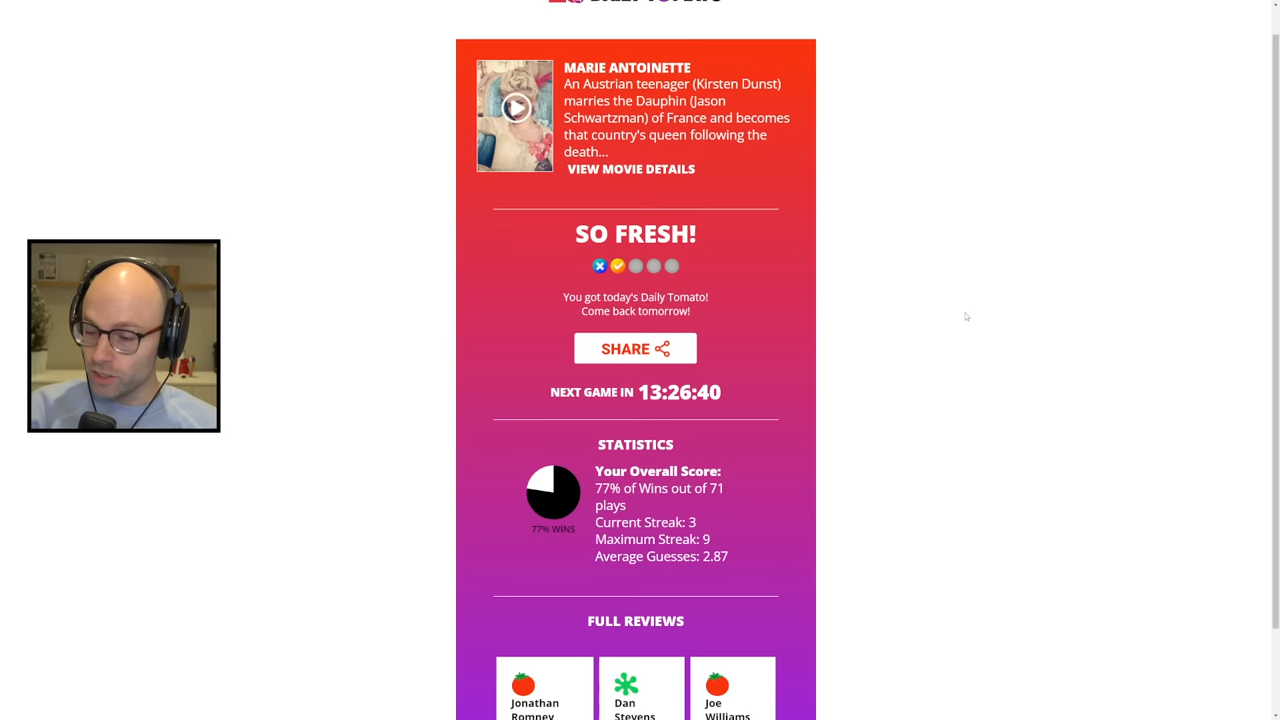 MARIE ANTOINETTE
An Austrian teenager (Kirsten Dunst)
marries the Dauphin (Jason
Schwartzman) of France and becomes
that country's queen following the
death...
VIEW MOVIE DETAILS
SO FRESH!
You got today's Daily Tomato!
Come back tomorrow!
SHARE
NEXT GAME IN 13:26:40
STATISTICS
Your Overall Score:
77% of Wins out of 71
plays
Current Streak: 3
Maximum Streak: 9
Average Guesses: 2.87
77% WINS
FULL REVIEWS
Jonathan
Romney
Dan
Stevens
Joe
Williams